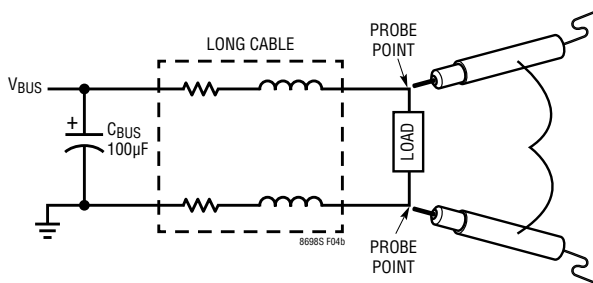 PROBE
POINT
LONG CABLE
VBUS
+
CBUS
100µF
LOAD
8698S F04b
PROBE
POINT